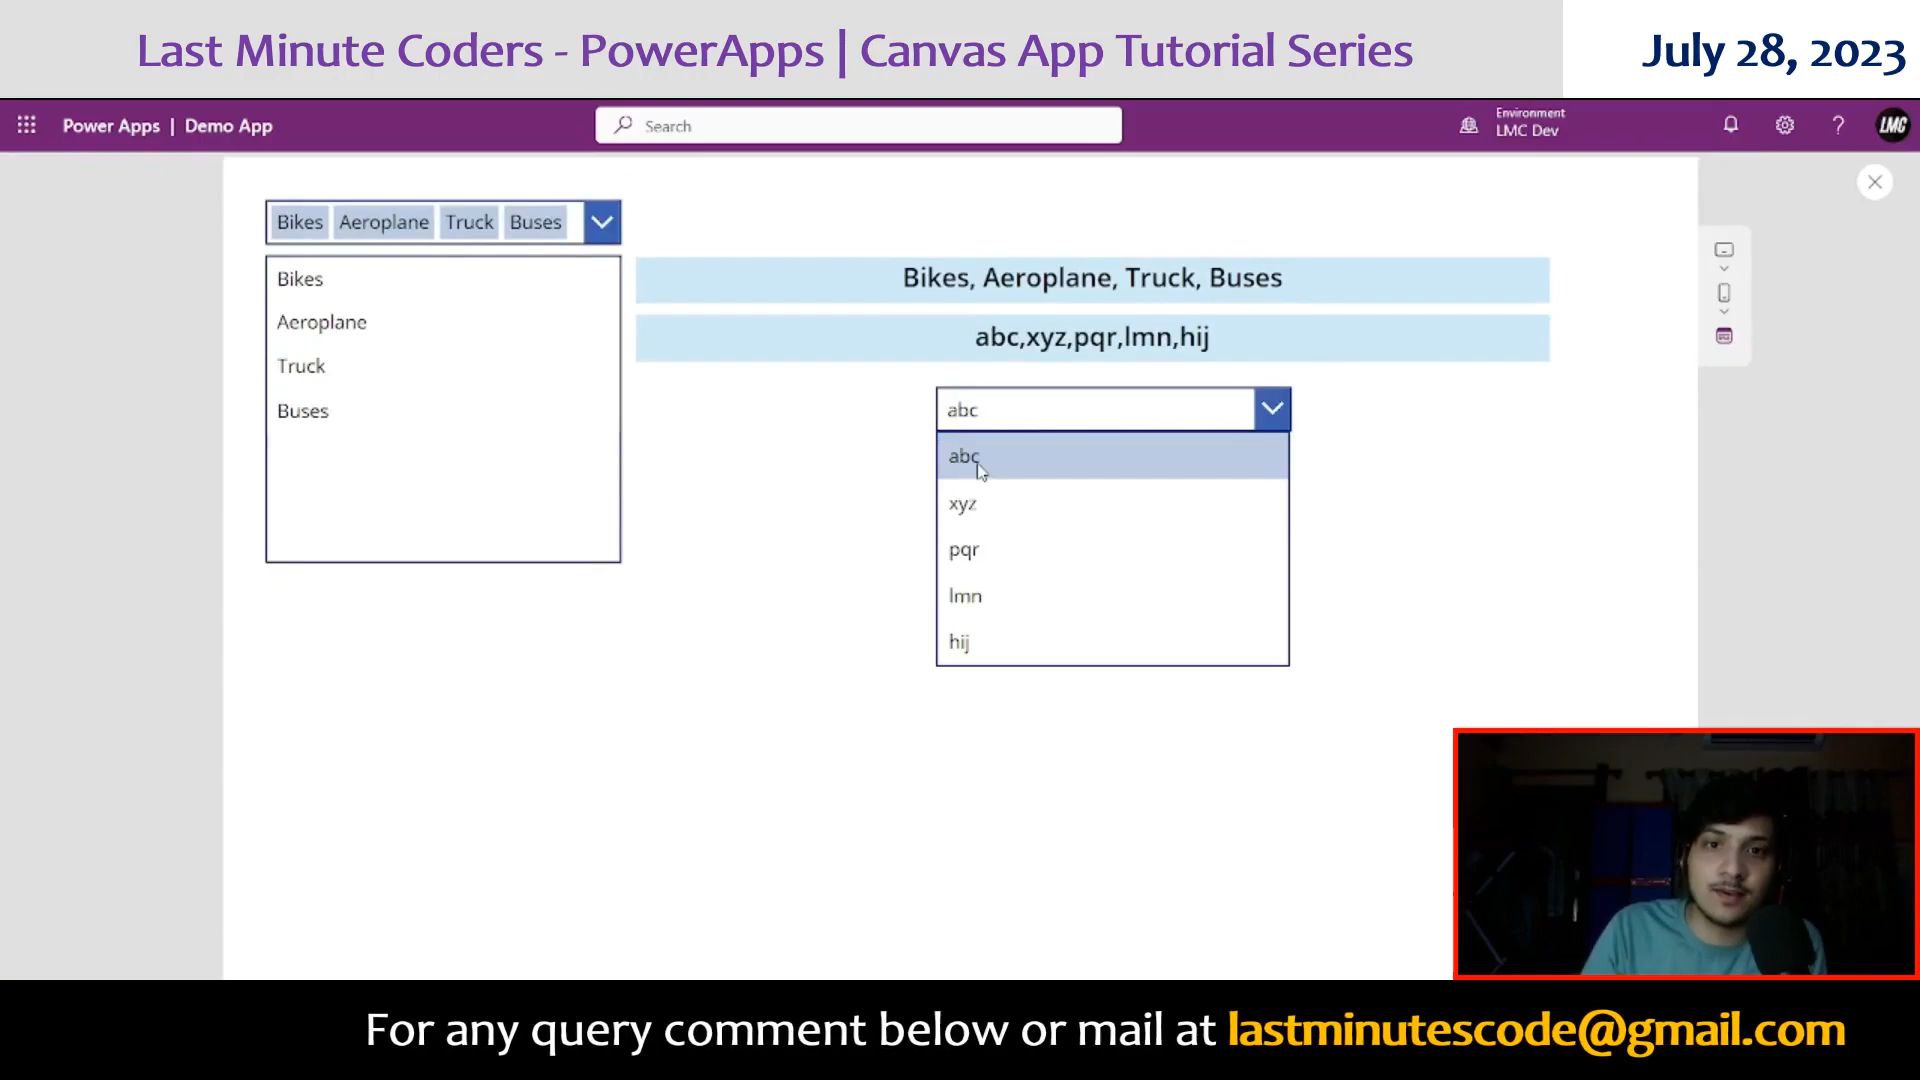 Last Minute Coders - PowerApps | Canvas App Tutorial Series
July 28, 2023
Power Apps | Demo App
Search
Environment
LMC Dev
LMC
Bikes Aeroplane Truck Buses
Bikes
Aeroplane
Truck
Buses
Bikes, Aeroplane, Truck, Buses
abc,xyz,pqr,lmn,hij
abc
abc
xyz
pqr
lmn
hij
For any query comment below or mail at lastminutescode@gmail.com